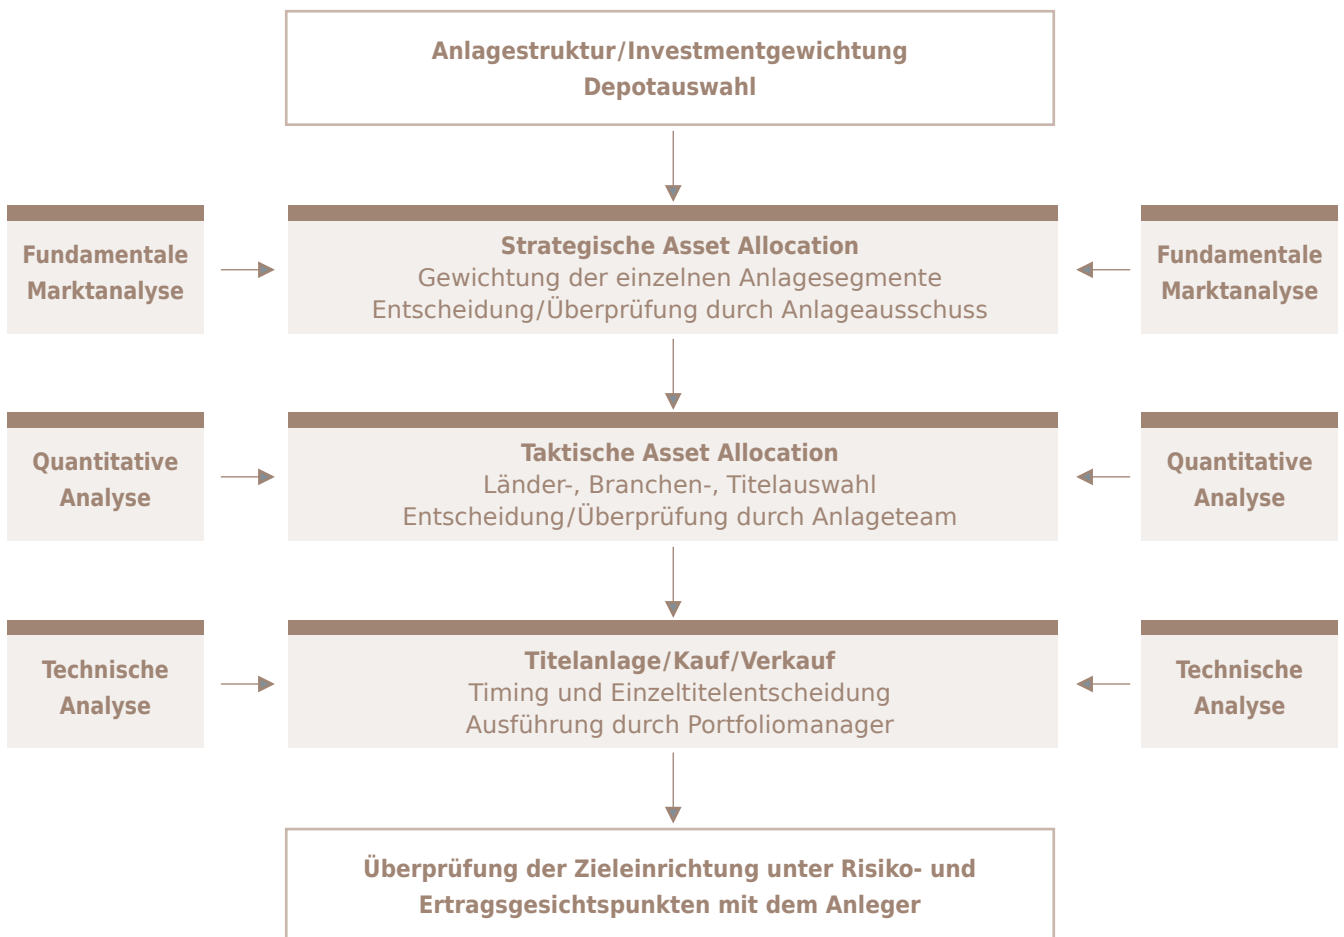 Anlagestruktur/Investmentgewichtung
Depotauswahl
Fundamentale
Marktanalyse
Strategische Asset Allocation
Gewichtung der einzelnen Anlagesegmente
Entscheidung/Überprüfung durch Anlageausschuss
Fundamentale
Marktanalyse
Quantitative
Analyse
Taktische Asset Allocation
Länder-, Branchen-, Titelauswahl
Entscheidung/Überprüfung durch Anlageteam
Quantitative
Analyse
Technische
Analyse
Titelanlage/Kauf/Verkauf
Timing und Einzeltitelentscheidung
Ausführung durch Portfoliomanager
Technische
Analyse
Überprüfung der Zieleinrichtung unter Risiko- und
Ertragsgesichtspunkten mit dem Anleger